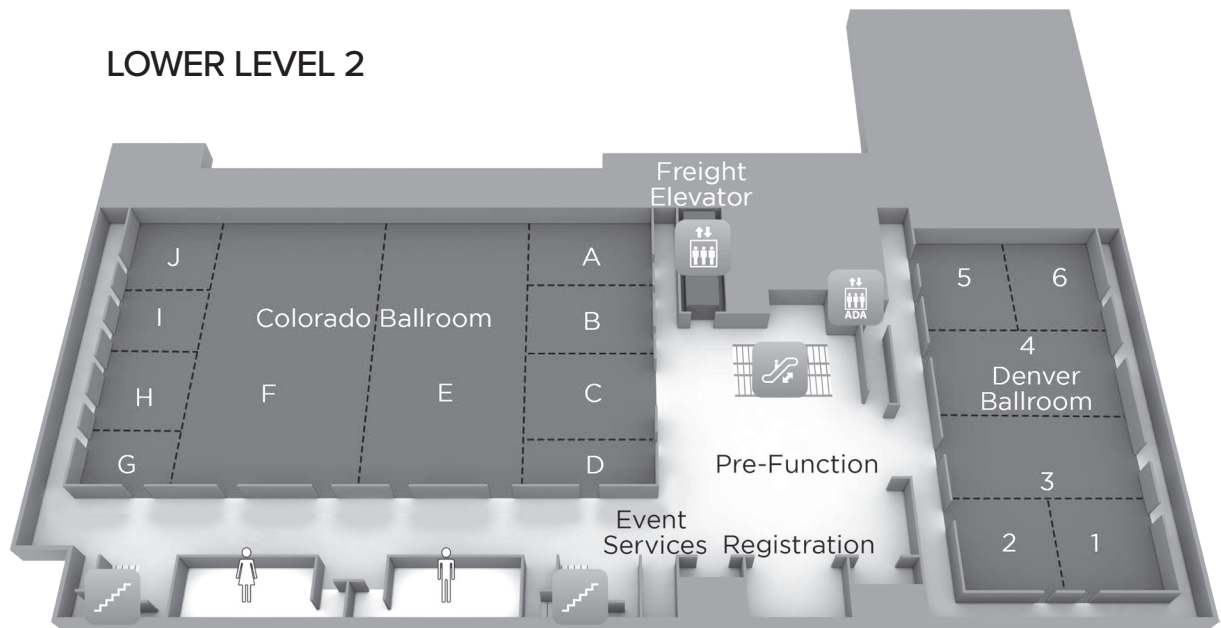 LOWER LEVEL 2
Freight
Elevator
J
A
I
B
Colorado Ballroom
H
F
E
C
G
D
ADA
5
6
4
Denver
Ballroom
3
2
1
Pre-Function
Event
Services
Registration